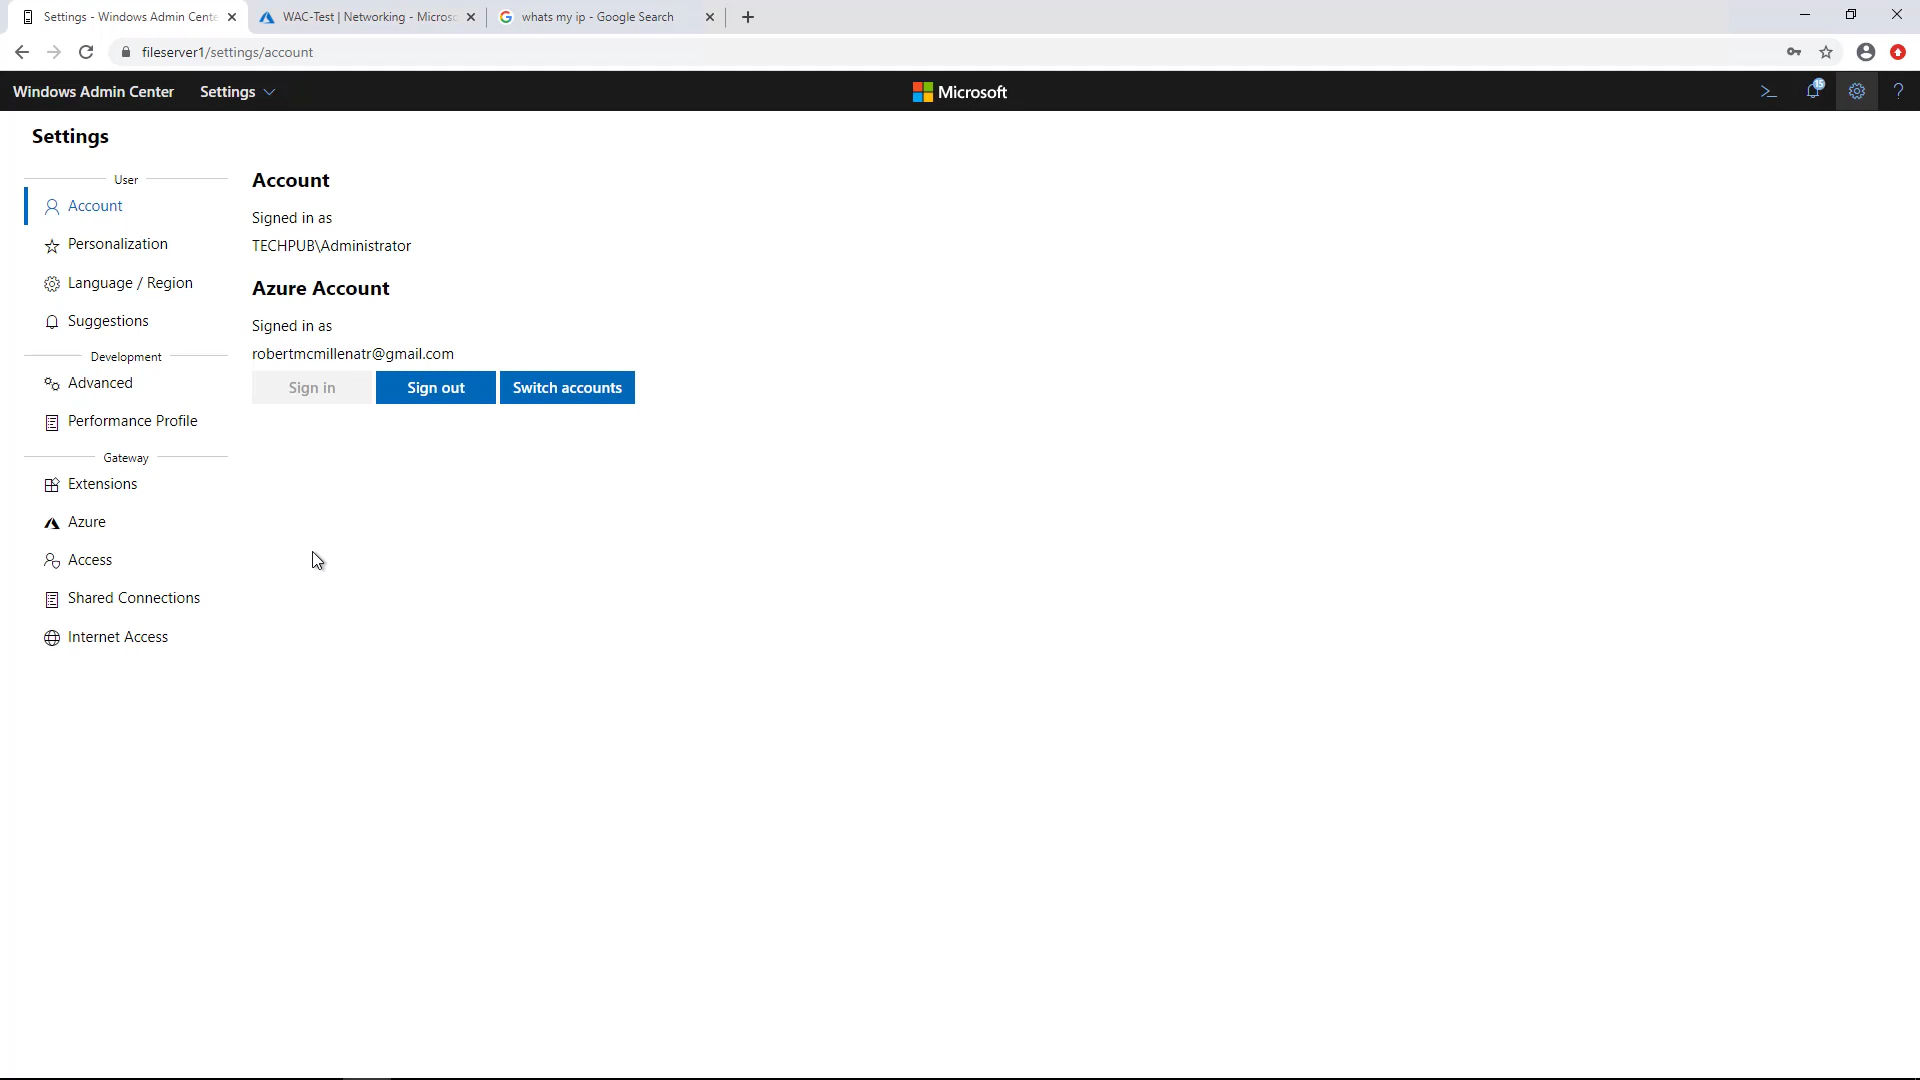 Settings - Windows Admin Cente
WAC-Test | Networking - Microso
whats my ip - Google Search
fileserver1/settings/account
Windows Admin Center
Settings
Microsoft
15
Settings
User
Account
Personalization
Language / Region
Suggestions
Development
Advanced
Performance Profile
Gateway
Extensions
Azure
Access
Shared Connections
Internet Access
Account
Signed in as
TECHPUB\Administrator
Azure Account
Signed in as
robertmcmillenatr@gmail.com
Sign in
Sign out
Switch accounts